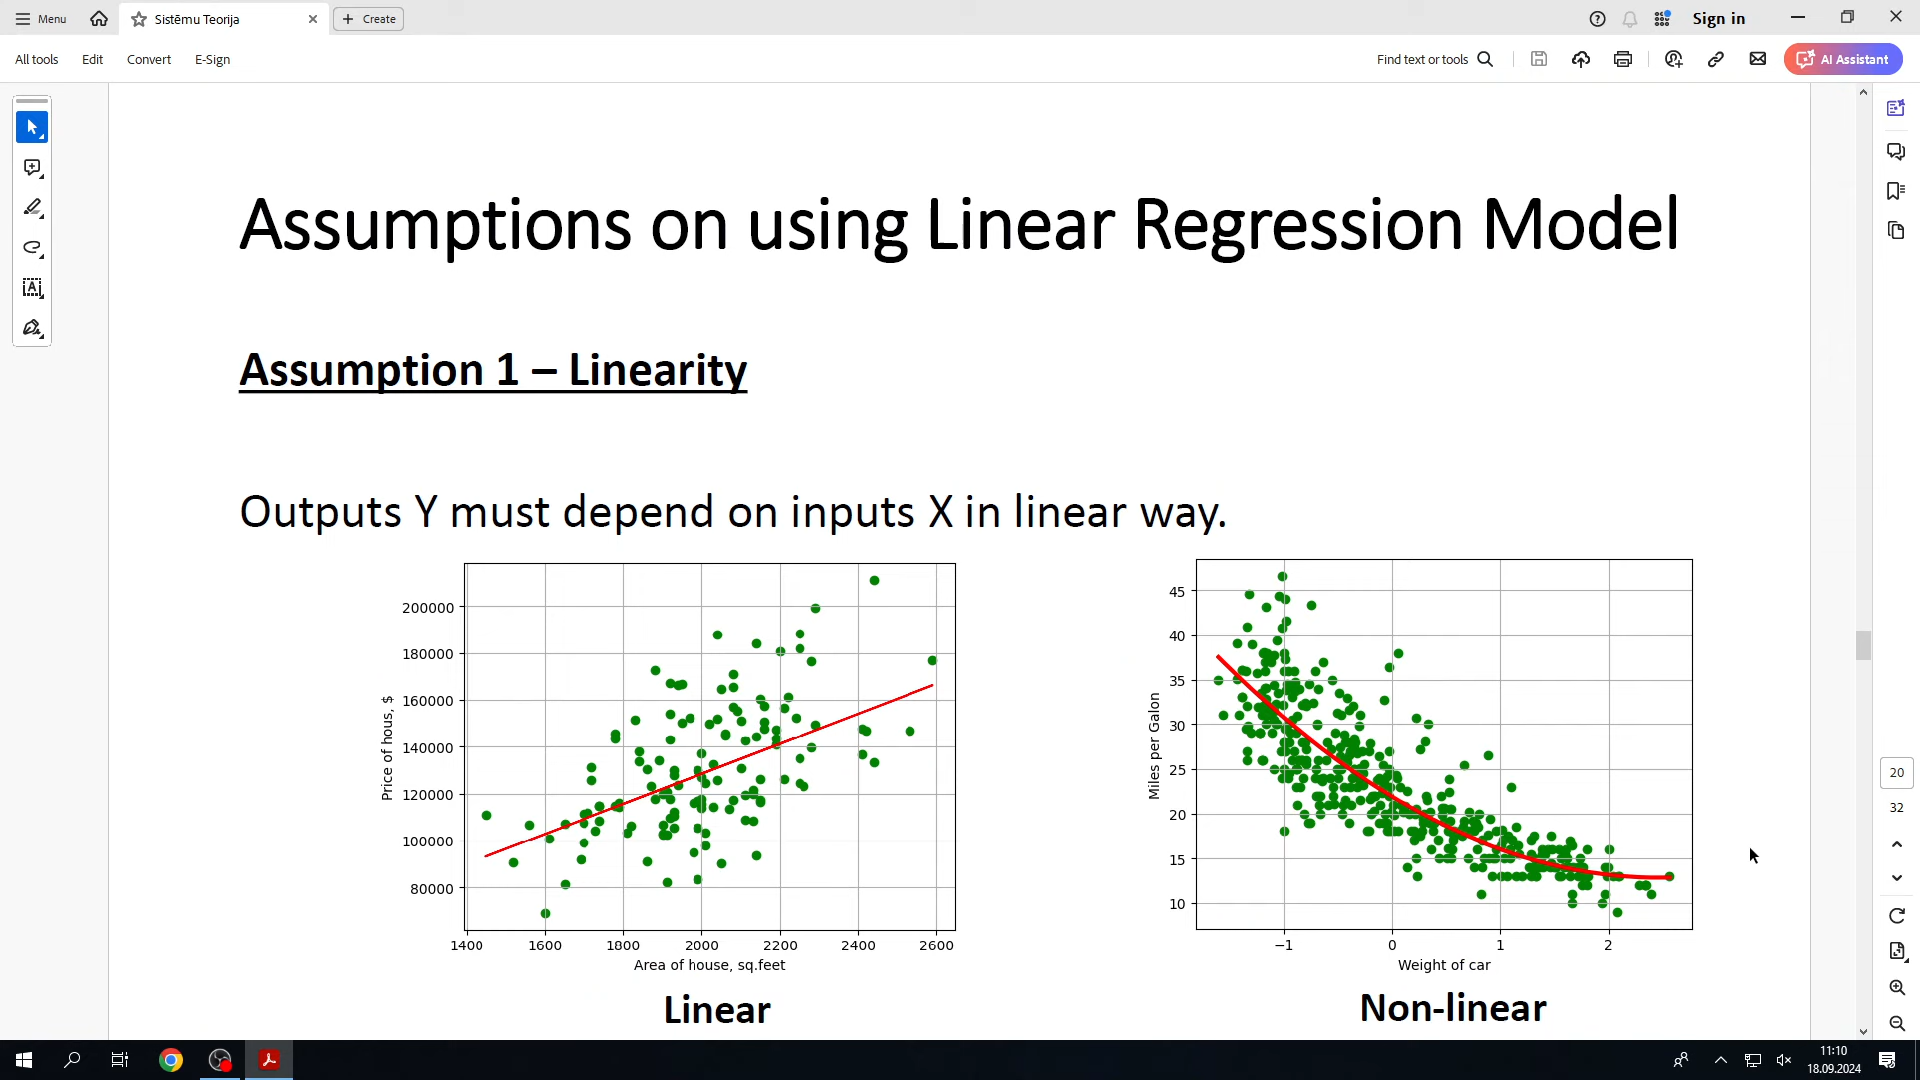 Menu
Sistēmu Teorija
Create
Sign in
All tools
Edit
Convert
E-Sign
Find text or tools
AI Assistant
Assumptions on using Linear Regression Model
Assumption 1 – Linearity
Outputs Y must depend on inputs X in linear way.
200000
180000
160000
140000
120000
100000
80000
Price of hous, $
1400 1600 1800 2000 2200 2400 2600
Area of house, sq.feet
Linear
45
40
35
30
25
20
15
10
Miles per Galon
−1 0 1 2
Weight of car
Non-linear
20
32
11:10
18.09.2024